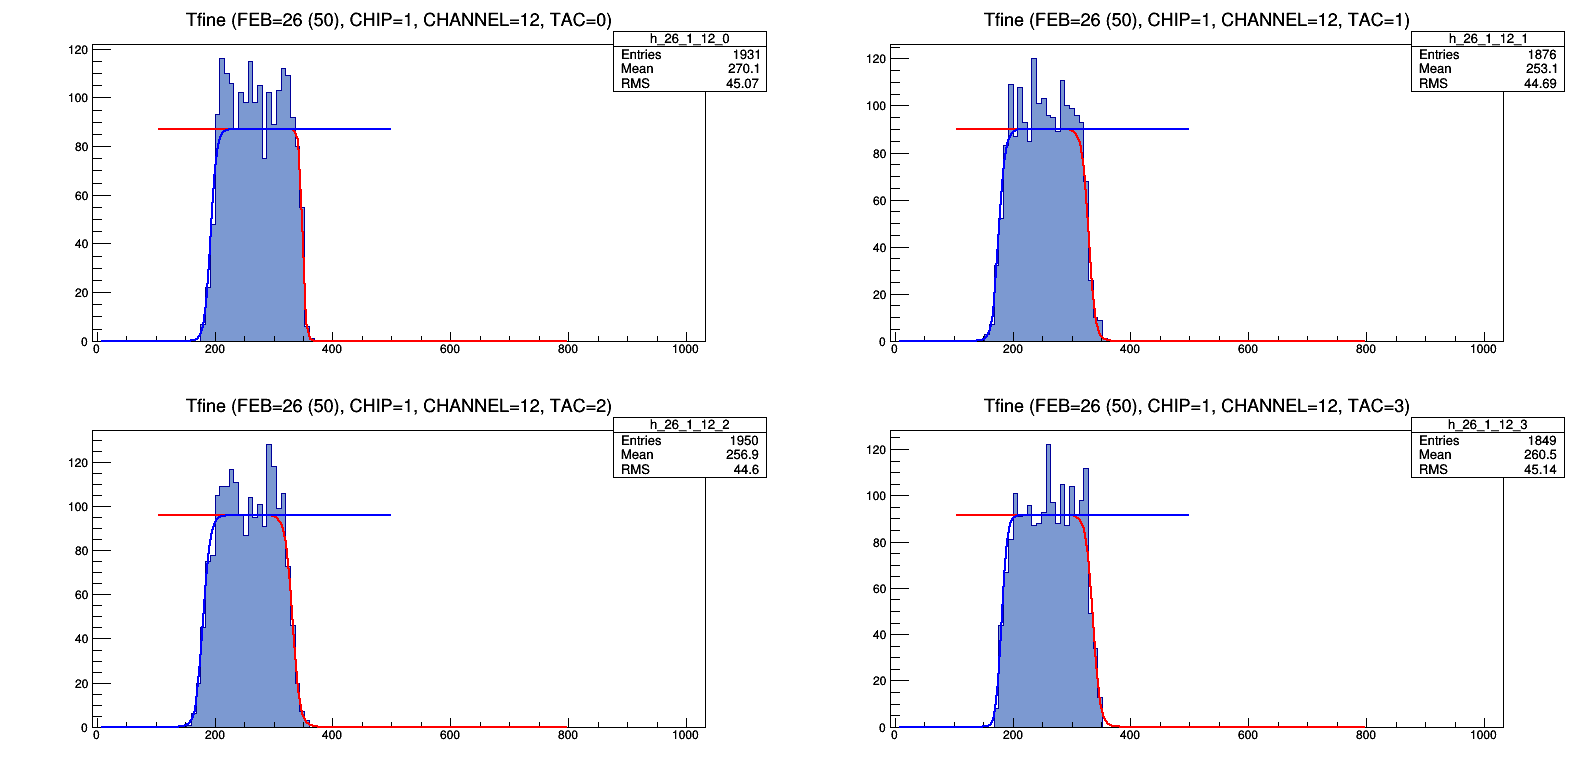 Tfine (FEB=26 (50), CHIP=1, CHANNEL=12, TAC=0)
h_26_1_12_0
Entries 1931
Mean 270.1
RMS 45.07
120
100
80
60
40
20
0
0 200 400 600 800 1000
Tfine (FEB=26 (50), CHIP=1, CHANNEL=12, TAC=1)
h_26_1_12_1
Entries 1876
Mean 253.1
RMS 44.69
120
100
80
60
40
20
0
0 200 400 600 800 1000
Tfine (FEB=26 (50), CHIP=1, CHANNEL=12, TAC=2)
h_26_1_12_2
Entries 1950
Mean 256.9
RMS 44.6
120
100
80
60
40
20
0
0 200 400 600 800 1000
Tfine (FEB=26 (50), CHIP=1, CHANNEL=12, TAC=3)
h_26_1_12_3
Entries 1849
Mean 260.5
RMS 45.14
120
100
80
60
40
20
0
0 200 400 600 800 1000